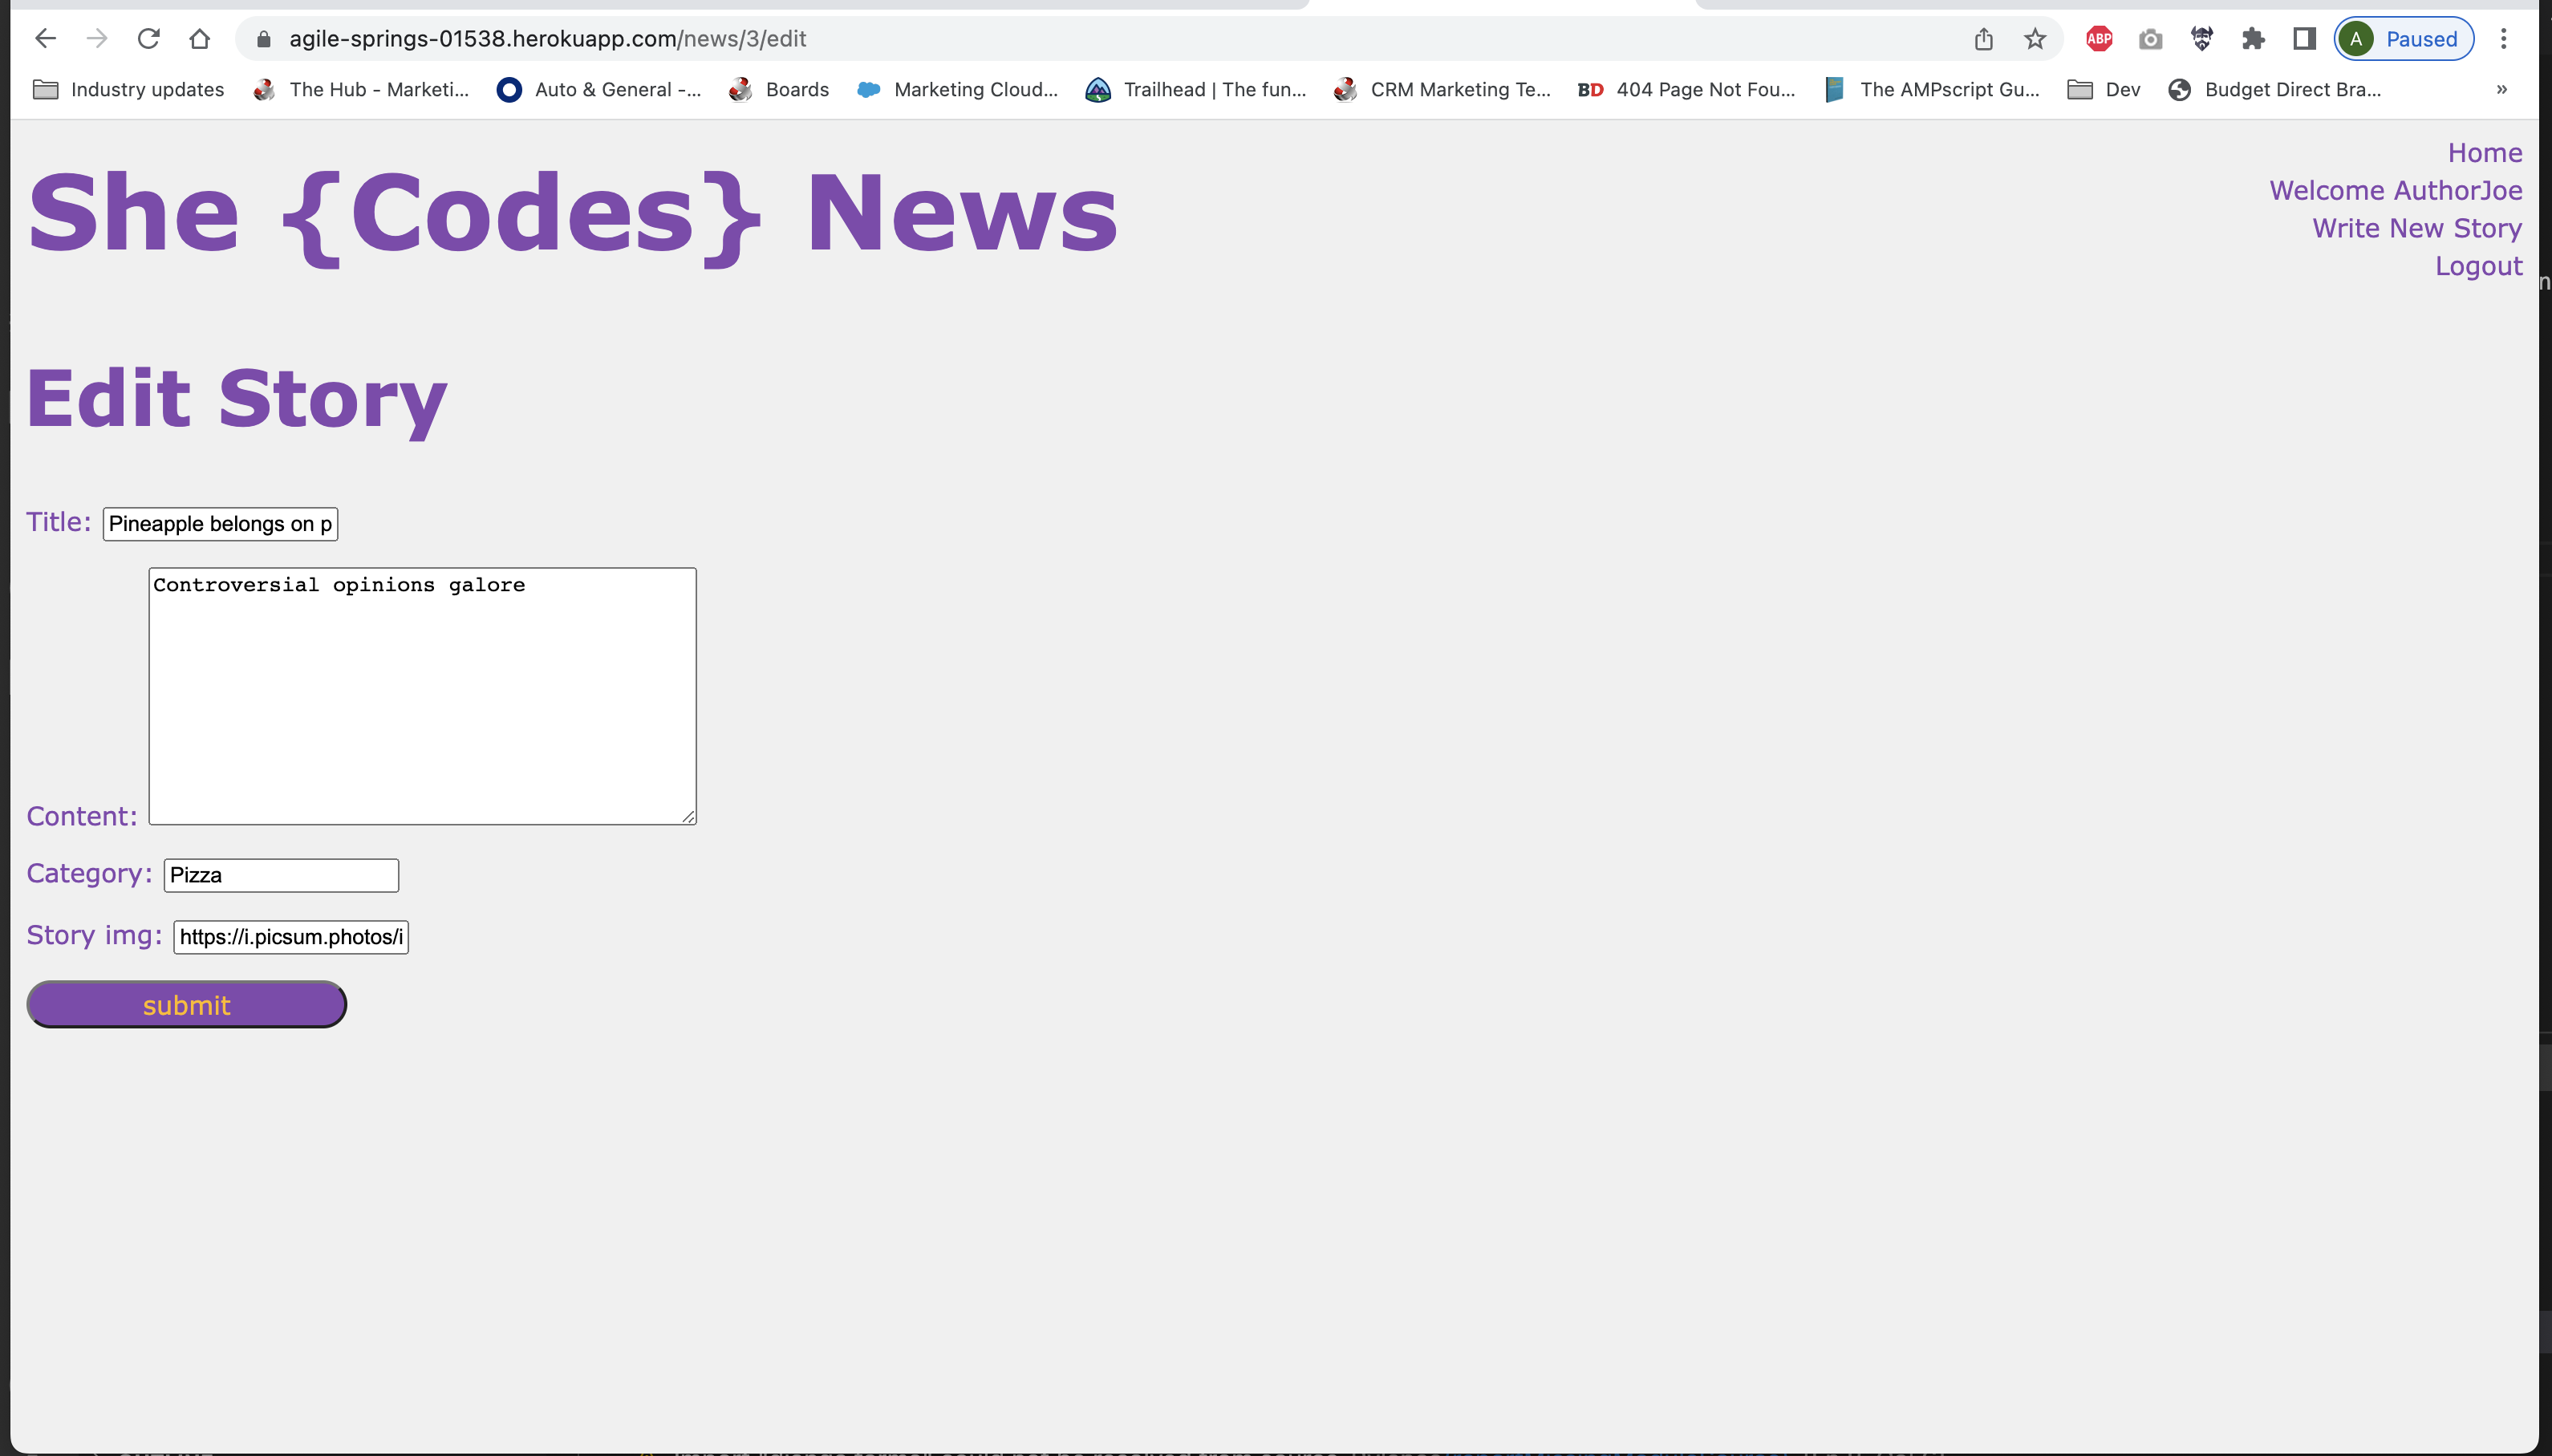 agile-springs-01538.herokuapp.com/news/3/edit
ABP
A Paused
Industry updates The Hub - Marketi... Auto & General -... Boards Marketing Cloud... Trailhead | The fun... CRM Marketing Te... BD 404 Page Not Fou... The AMPscript Gu... Dev Budget Direct Bra... »
Home
She {Codes} News
Welcome AuthorJoe
Write New Story
Logout
Edit Story
Title: Pineapple belongs on p
Controversial opinions galore
Content:
Category: Pizza
Story img: https://i.picsum.photos/i
submit